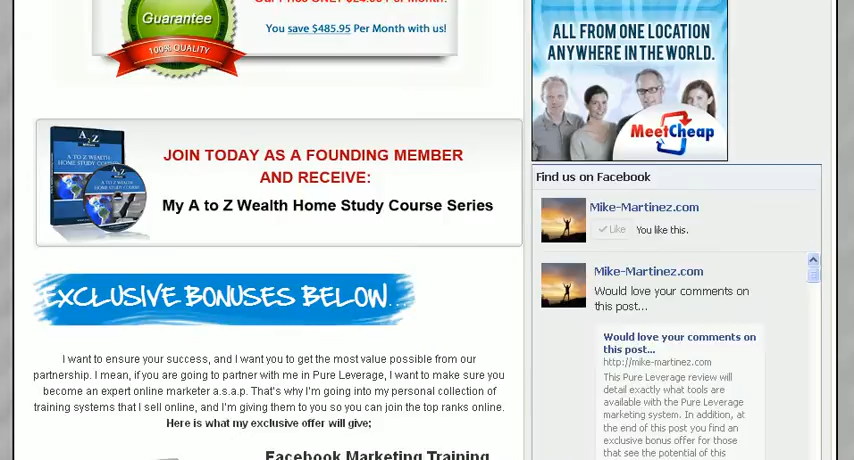 Guarantee
100% QUALITY
You save $485.95 Per Month with us!
A to Z
A TO Z WEALTH
HOME STUDY COURSE
JOIN TODAY AS A FOUNDING MEMBER
AND RECEIVE:
My A to Z Wealth Home Study Course Series
EXCLUSIVE BONUSES BELOW...
I want to ensure your success, and I want you to get the most value possible from our
partnership. I mean, if you are going to partner with me in Pure Leverage, I want to make sure you
become an expert online marketer a.s.a.p. That's why I'm going into my personal collection of
training systems that I sell online, and I'm giving them to you so you can join the top ranks online.
Here is what my exclusive offer will give;
Facebook Marketing Training
ALL FROM ONE LOCATION
ANYWHERE IN THE WORLD.
MeetCheap
Find us on Facebook
Mike-Martinez.com
Like
You like this.
Mike-Martinez.com
Would love your comments on
this post...
Would love your comments on
this post...
http://mike-martinez.com
This Pure Leverage review will
detail exactly what tools are
available with the Pure Leverage
marketing system. In addition, at
the end of this post you find an
exclusive bonus offer for those
that see the potential of this